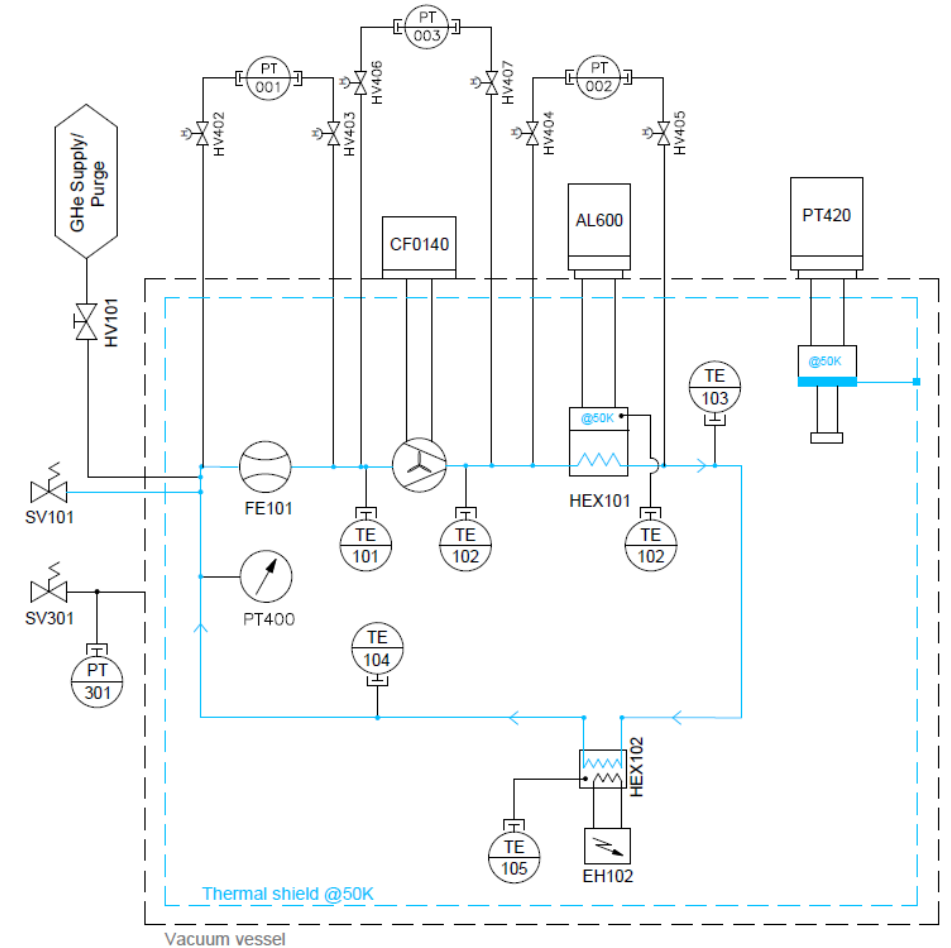 PT
003
PT
001
PT
002
HV406
HV407
HV402
HV403
HV404
HV405
GHe Supply/
Purge
CF0140
AL600
PT420
HV101
@50K
TE
103
@50K
FE101
HEX101
SV101
TE
101
TE
102
TE
102
SV301
PT400
PT
301
TE
104
HEX102
TE
105
EH102
Thermal shield @50K
Vacuum vessel